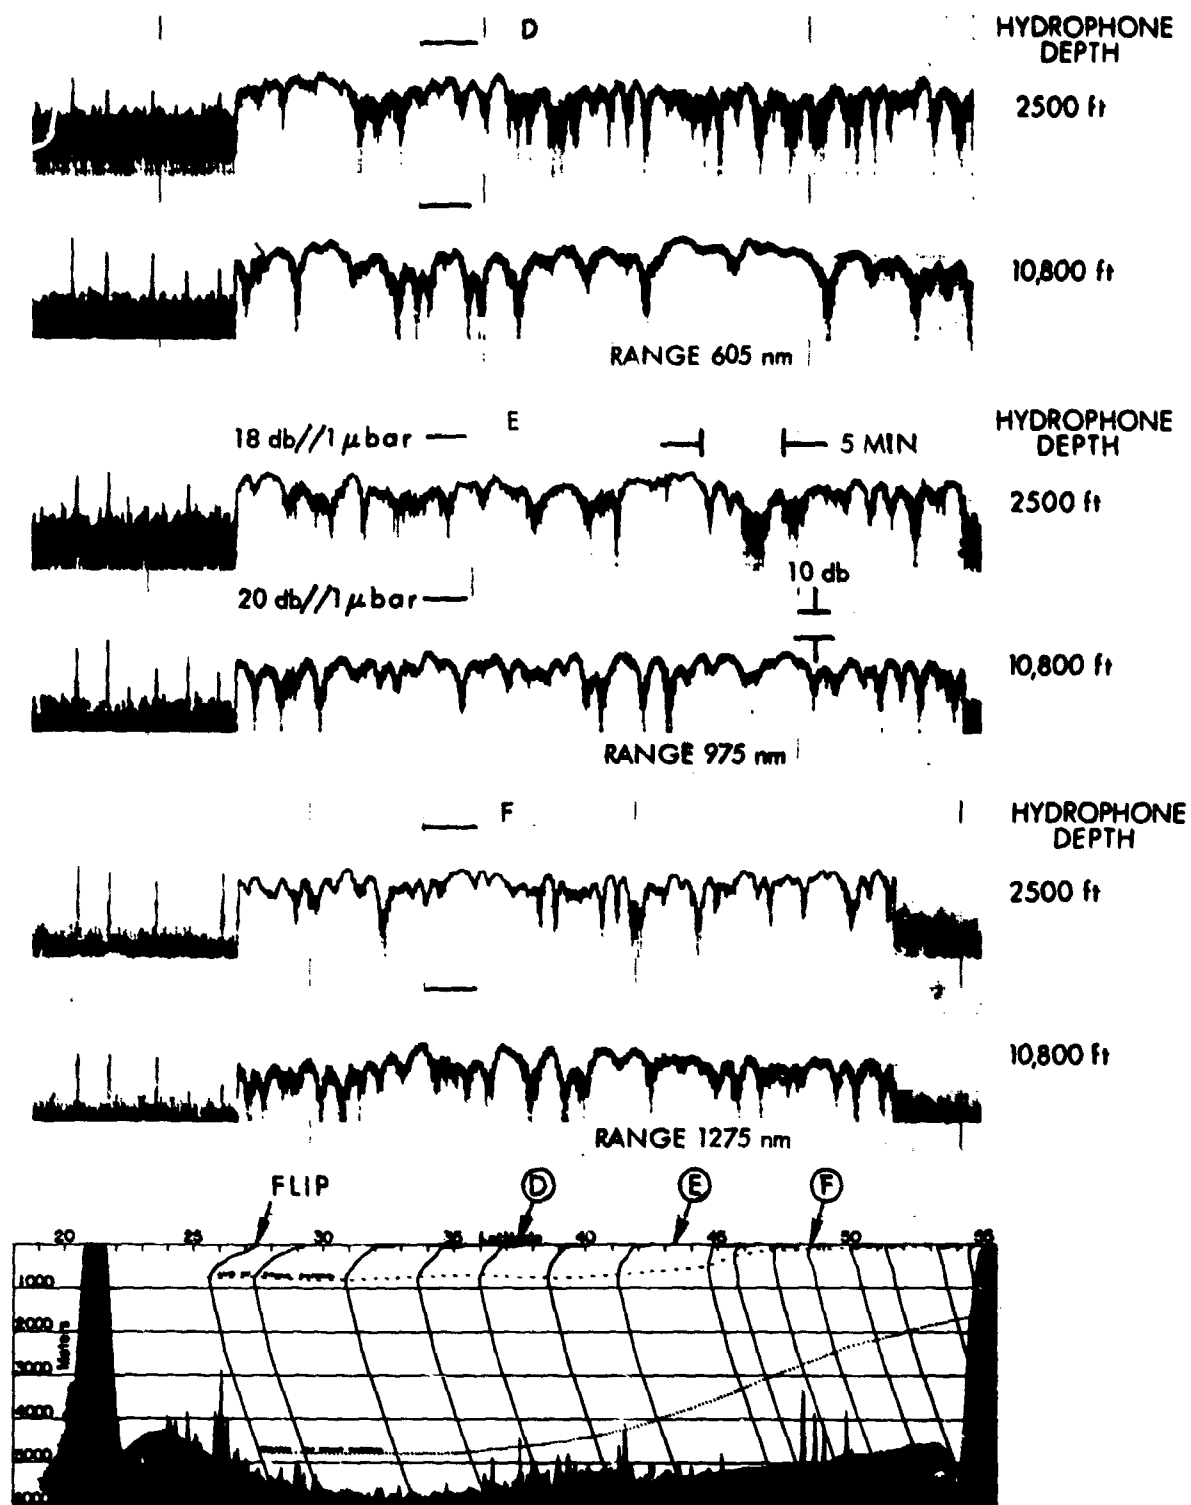 D
HYDROPHONE
DEPTH
2500 ft
10,800 ft
RANGE 605 nm
18 db//1 μbar
E
5 MIN
HYDROPHONE
DEPTH
2500 ft
20 db//1 μbar
10 db
10,800 ft
RANGE 975 nm
F
HYDROPHONE
DEPTH
2500 ft
10,800 ft
RANGE 1275 nm
FLIP
D
E
F
20 25 30 35 Latitude 40 45 50 55
1000
2000
Meters
3000
4000
5000